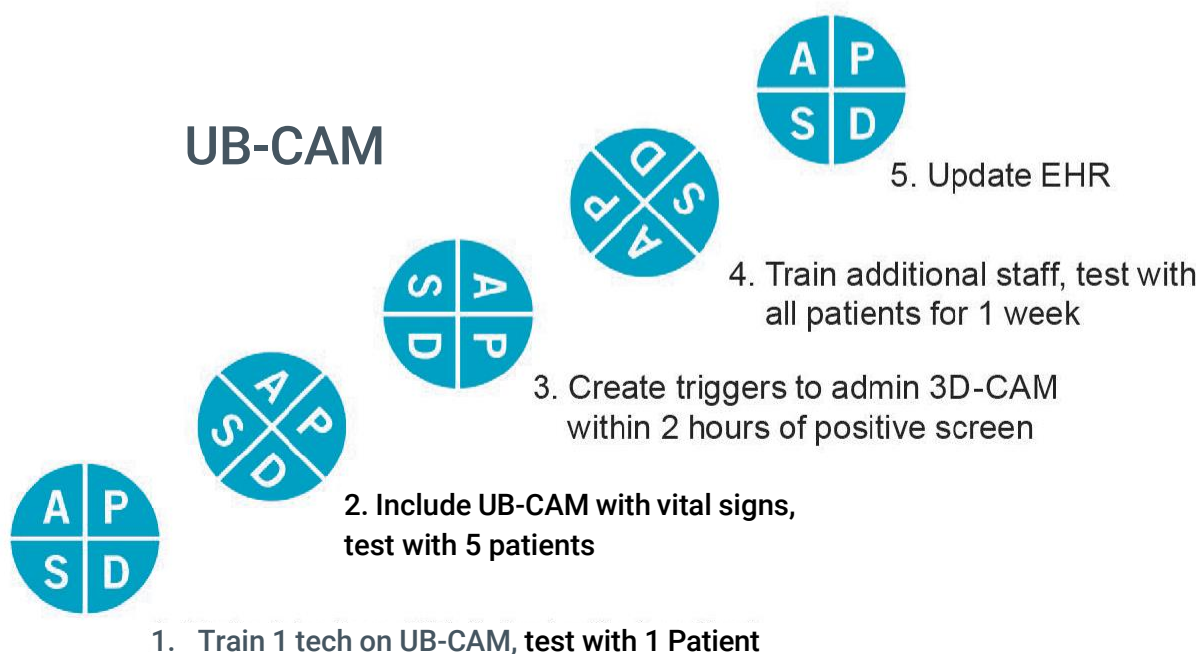 A P
S D
UB-CAM
5. Update EHR
D
P S
A
4. Train additional staff, test with
all patients for 1 week
S A
D P
3. Create triggers to admin 3D-CAM
within 2 hours of positive screen
A
S P
D
2. Include UB-CAM with vital signs,
test with 5 patients
A P
S D
1. Train 1 tech on UB-CAM, test with 1 Patient